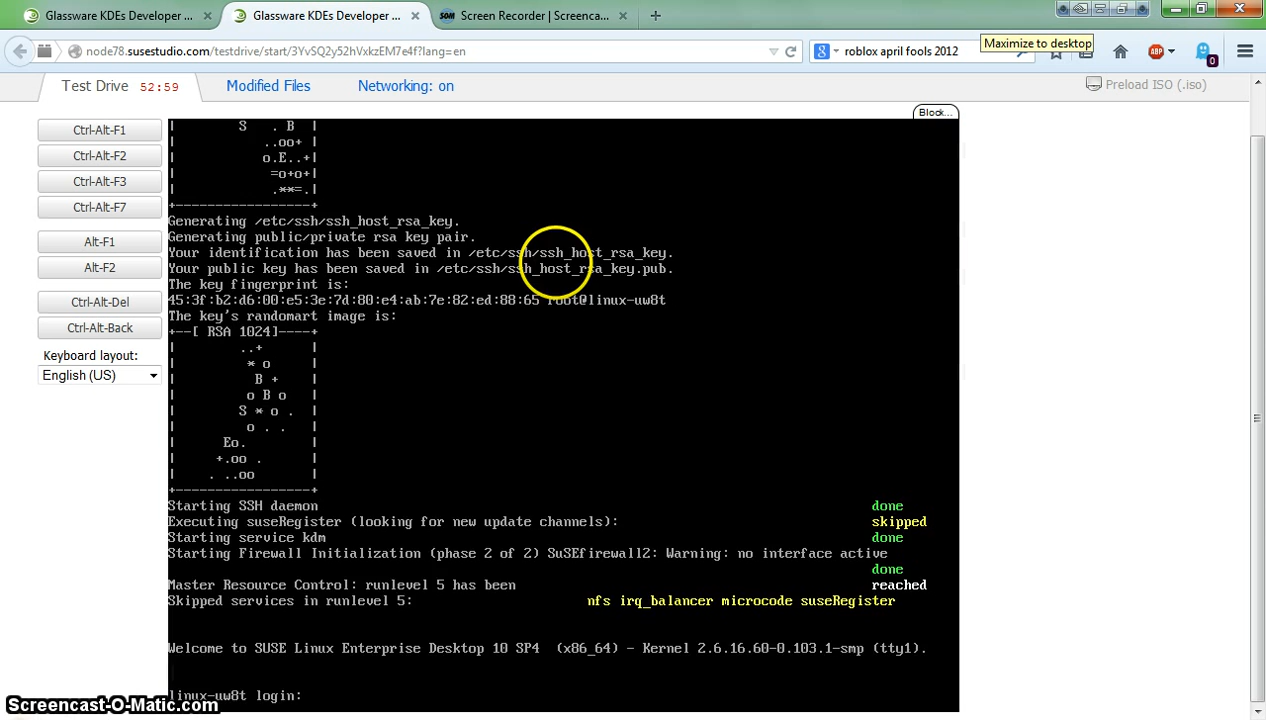 Glassware KDEs Developer ...
Glassware KDEs Developer ...
Screen Recorder | Screenca...
node78.susestudio.com/testdrive/start/3YvSQ2y52hVxkzEM7e4f?lang=en
roblox april fools 2012
Maximize to desktop
ABP
0
Test Drive 52:59
Modified Files
Networking: on
Preload ISO (.iso)
Block...
Ctrl-Alt-F1
Ctrl-Alt-F2
Ctrl-Alt-F3
Ctrl-Alt-F7
Alt-F1
Alt-F2
Ctrl-Alt-Del
Ctrl-Alt-Back
Keyboard layout:
English (US)
| S . B |
| ..oo+ |
| o.E..+|
| =o+o+|
| .**=.|
+-----------------+
Generating /etc/ssh/ssh_host_rsa_key.
Generating public/private rsa key pair.
Your identification has been saved in /etc/ssh/ssh_host_rsa_key.
Your public key has been saved in /etc/ssh/ssh_host_rsa_key.pub.
The key fingerprint is:
45:3f:b2:d6:00:e5:3e:7d:80:e4:ab:7e:82:ed:88:65 root@linux-uw8t
The key's randomart image is:
+--[ RSA 1024]----+
| ..+ |
| * o |
| B + |
| o B o |
| S * o . |
| o . . |
| Eo. |
| +.oo . |
| . ..oo |
+-----------------+
Starting SSH daemon done
Executing suseRegister (looking for new update channels): skipped
Starting service kdm done
Starting Firewall Initialization (phase 2 of 2) SuSEfirewall2: Warning: no interface active
done
Master Resource Control: runlevel 5 has been reached
Skipped services in runlevel 5: nfs irq_balancer microcode suseRegister
Welcome to SUSE Linux Enterprise Desktop 10 SP4 (x86_64) - Kernel 2.6.16.60-0.103.1-smp (tty1).
linux-uw8t login:
Screencast-O-Matic.com